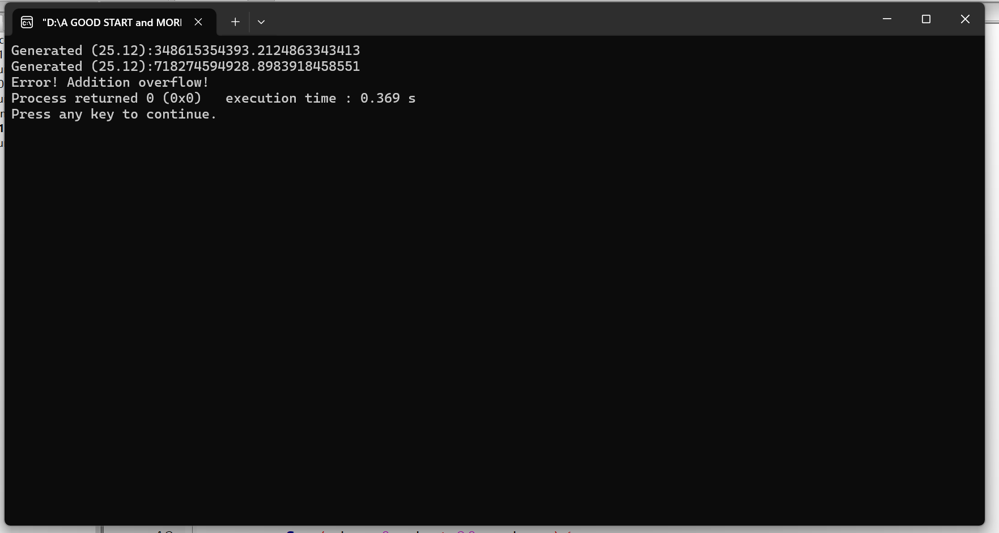 "D:\A GOOD START and MORI
Generated (25.12):348615354393.2124863343413
Generated (25.12):718274594928.8983918458551
Error! Addition overflow!
Process returned 0 (0x0)   execution time : 0.369 s
Press any key to continue.